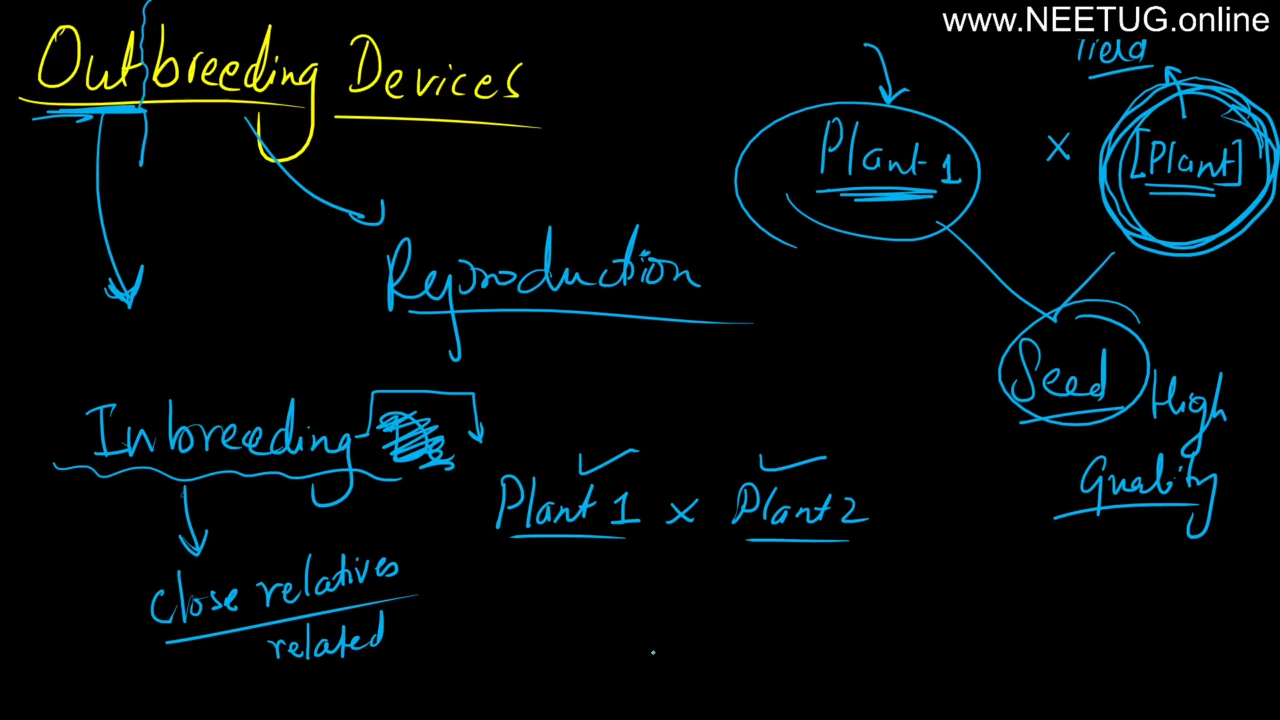 www.NEETUG.online
Outbreeding Devices
Yield
Plant 1 x [Plant]
Reproduction
Seed
High
Quality
Inbreeding
Plant 1 x Plant 2
Close relatives
related